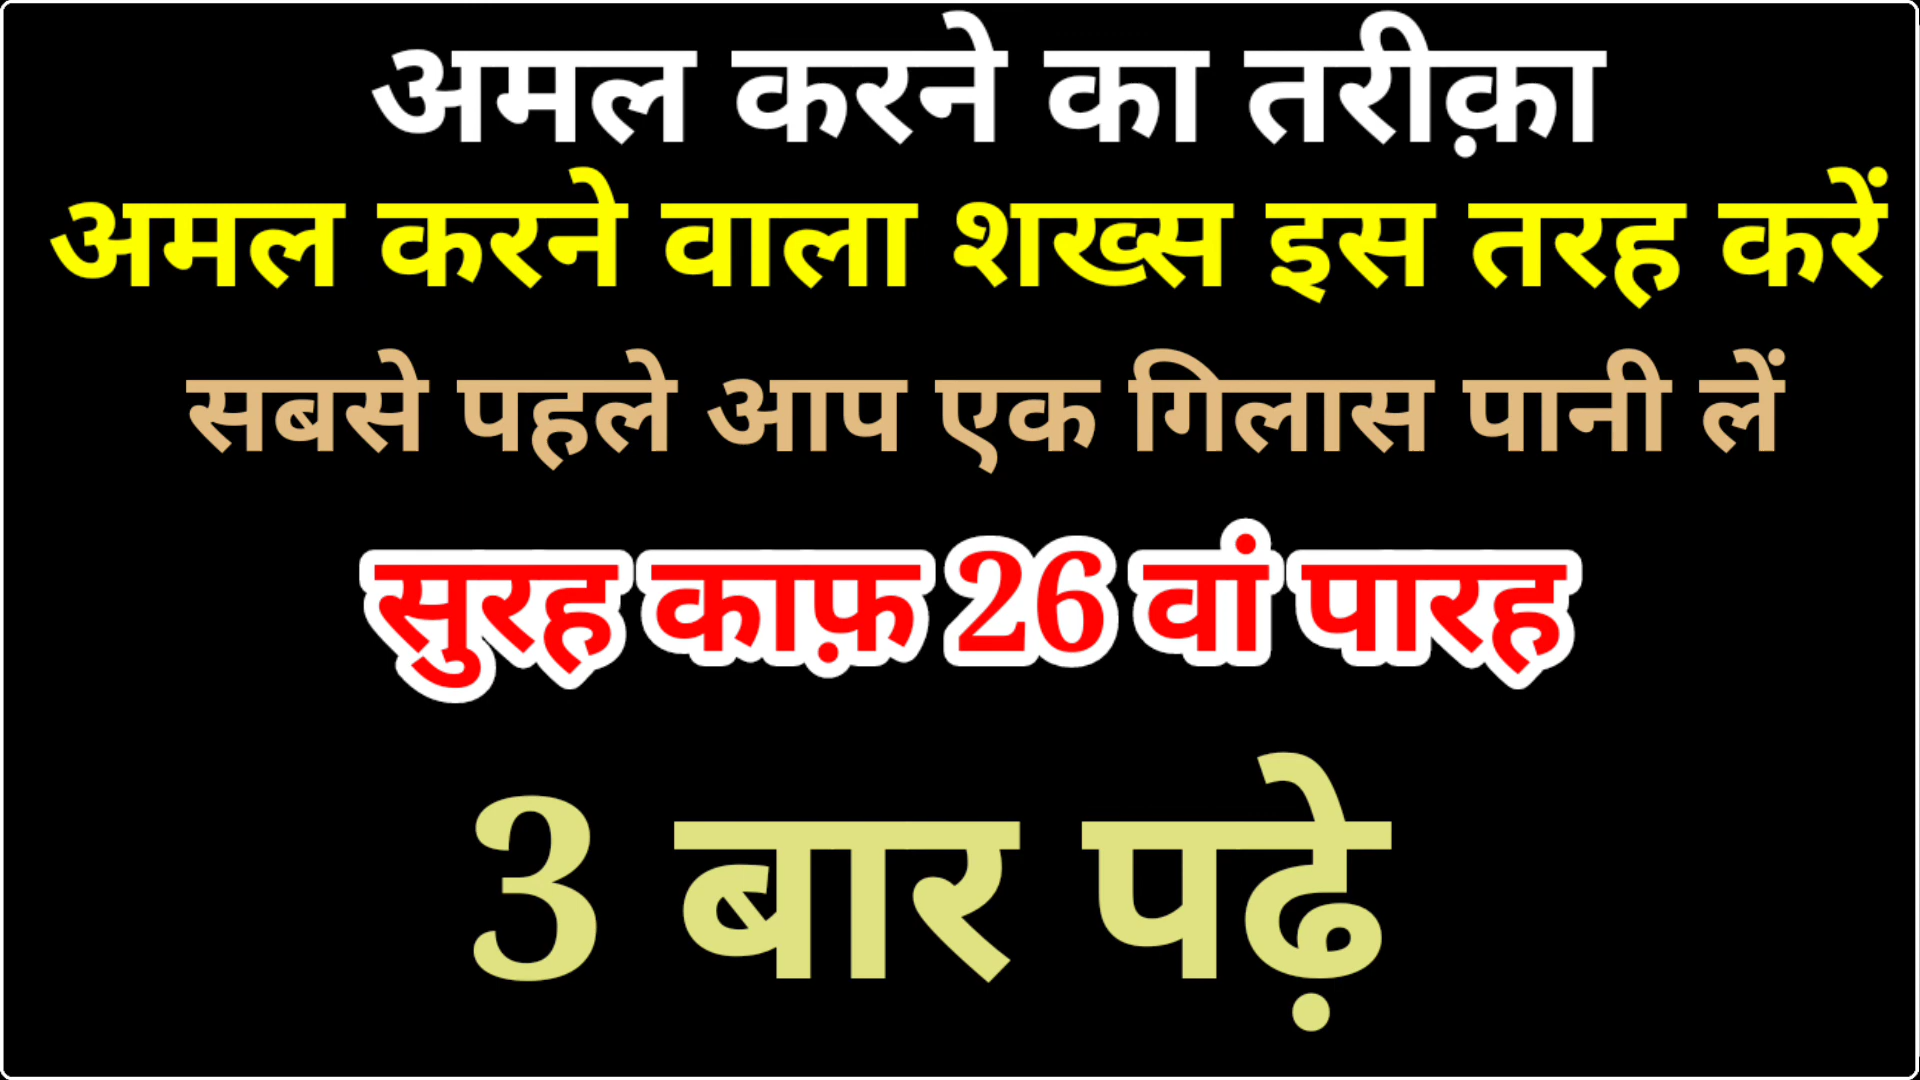 अमल करने का तरीक़ा
अमल करने वाला शख्स इस तरह करें
सबसे पहले आप एक गिलास पानी लें
सुरह काफ़ 26 वां पारह
3 बार पढ़े